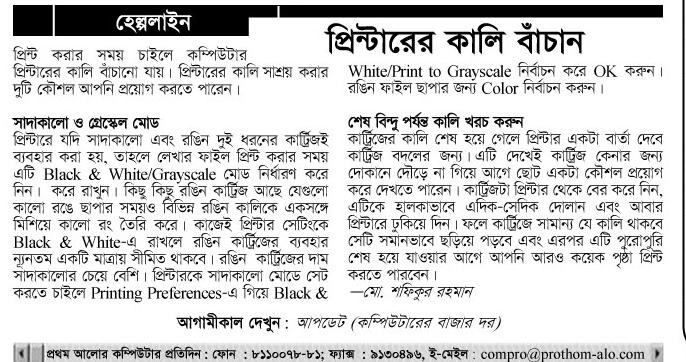 হেল্পলাইন
প্রিন্টারের কালি বাঁচান
প্রিন্ট করার সময় চাইলে কম্পিউটার
প্রিন্টারের কালি বাঁচানো যায়। প্রিন্টারের কালি সাশ্রয় করার
দুটি কৌশল আপনি প্রয়োগ করতে পারেন।
সাদাকালো ও গ্রেস্কেল মোড
প্রিন্টারে যদি সাদাকালো এবং রঙিন দুই ধরনের কার্ট্রিজই
ব্যবহার করা হয়, তাহলে লেখার ফাইল প্রিন্ট করার সময়
এটি Black & White/Grayscale মোড নির্ধারণ করে
নিন। করে রাখুন। কিছু কিছু রঙিন কার্ট্রিজ আছে যেগুলো
কালো রঙে ছাপার সময়ও বিভিন্ন রঙিন কালিকে একসঙ্গে
মিশিয়ে কালো রং তৈরি করে। কাজেই প্রিন্টার সেটিংকে
Black & White-এ রাখলে রঙিন কার্ট্রিজের ব্যবহার
ন্যূনতম একটি মাত্রায় সীমিত থাকবে। রঙিন কার্ট্রিজের দাম
সাদাকালোর চেয়ে বেশি। প্রিন্টারকে সাদাকালো মোডে সেট
করতে চাইলে Printing Preferences-এ গিয়ে Black &
White/Print to Grayscale নির্বাচন করে OK করুন।
রঙিন ফাইল ছাপার জন্য Color নির্বাচন করুন।
শেষ বিন্দু পর্যন্ত কালি খরচ করুন
কার্ট্রিজের কালি শেষ হয়ে গেলে প্রিন্টার একটা বার্তা দেবে
কার্ট্রিজ বদলের জন্য। এটি দেখেই কার্ট্রিজ কেনার জন্য
দোকানে দৌড়ে না গিয়ে আগে ছোট একটা কৌশল প্রয়োগ
করে দেখতে পারেন। কার্ট্রিজটা প্রিন্টার থেকে বের করে নিন,
এটিকে হালকাভাবে এদিক-সেদিক দোলান এবং আবার
প্রিন্টারে ঢুকিয়ে দিন। ফলে কার্ট্রিজে সামান্য যে কালি থাকবে
সেটি সমানভাবে ছড়িয়ে পড়বে এবং এরপর এটি পুরোপুরি
শেষ হয়ে যাওয়ার আগে আপনি আরও কয়েক পৃষ্ঠা প্রিন্ট
করতে পারবেন।
—মো. শফিকুর রহমান
আগামীকাল দেখুন : আপডেট (কম্পিউটারের বাজার দর)
প্রথম আলোর কম্পিউটার প্রতিদিন : ফোন : ৮১১০০৭৮-৮১; ফ্যাক্স : ৯১৩০৪৯৬, ই-মেইল : compro@prothom-alo.com